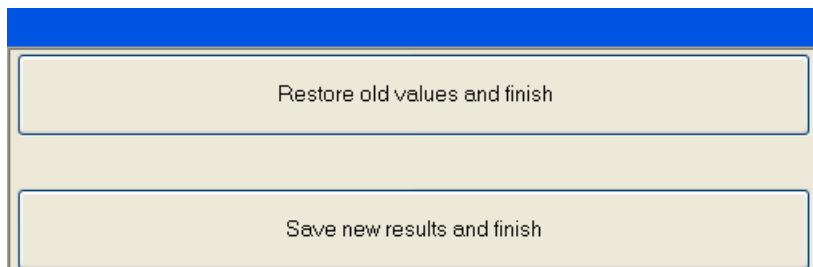 Restore old values and finish
Save new results and finish